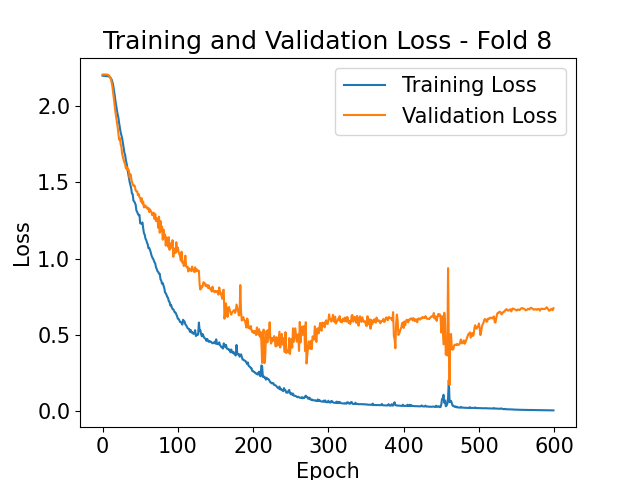 Training and Validation Loss - Fold 8
Training Loss
Validation Loss
Loss
2.0
1.5
1.0
0.5
0.0
0 100 200 300 400 500 600
Epoch